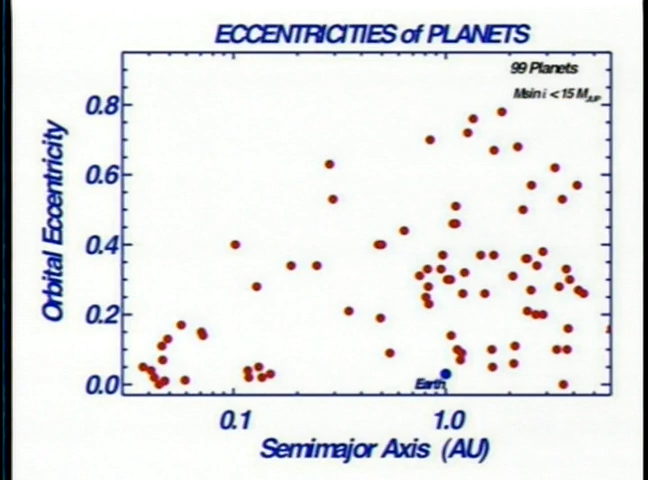 ECCENTRICITIES of PLANETS
99 Planets
Msin i < 15 M_JUP
Orbital Eccentricity
0.8
0.6
0.4
0.2
0.0
Earth
0.1
1.0
Semimajor Axis (AU)